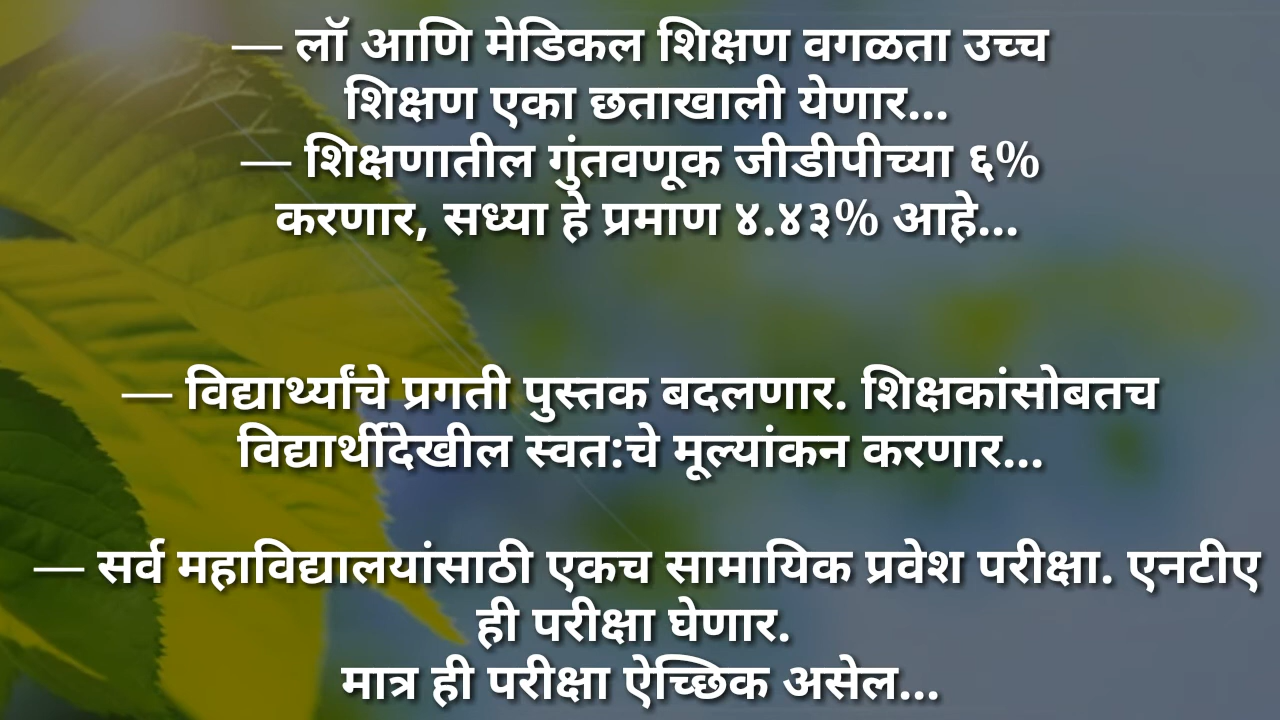 — लॉ आणि मेडिकल शिक्षण वगळता उच्च
शिक्षण एका छताखाली येणार...
— शिक्षणातील गुंतवणूक जीडीपीच्या ६%
करणार, सध्या हे प्रमाण ४.४३% आहे...
— विद्यार्थ्यांचे प्रगती पुस्तक बदलणार. शिक्षकांसोबतच
विद्यार्थीदेखील स्वत:चे मूल्यांकन करणार...
— सर्व महाविद्यालयांसाठी एकच सामायिक प्रवेश परीक्षा. एनटीए
ही परीक्षा घेणार.
मात्र ही परीक्षा ऐच्छिक असेल...